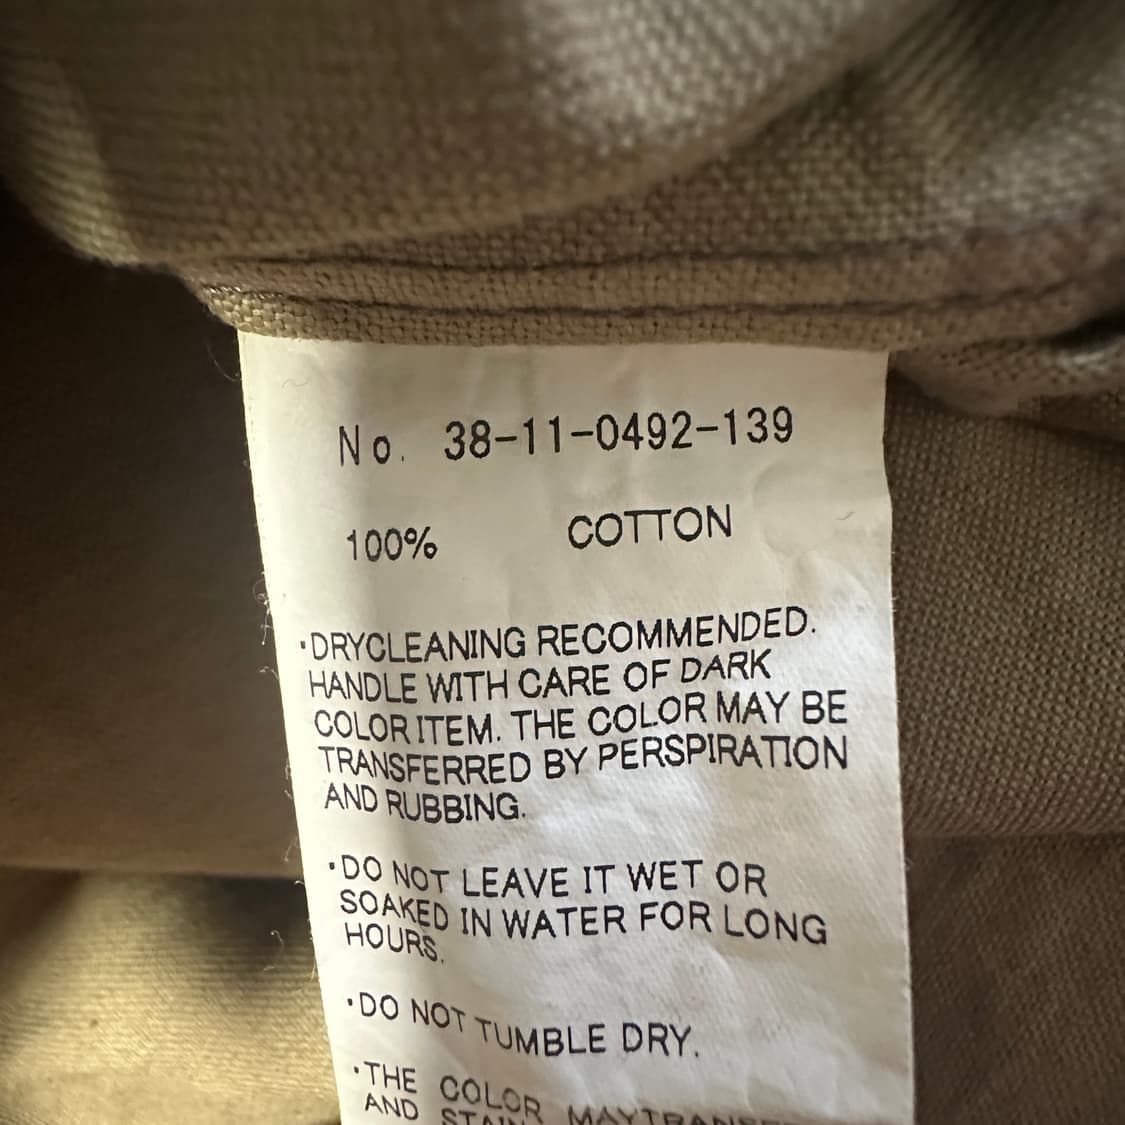 No. 38-11-0492-139
100% COTTON
·DRYCLEANING RECOMMENDED.
HANDLE WITH CARE OF DARK
COLOR ITEM. THE COLOR MAY BE
TRANSFERRED BY PERSPIRATION
AND RUBBING.
·DO NOT LEAVE IT WET OR
SOAKED IN WATER FOR LONG
HOURS.
·DO NOT TUMBLE DRY.
·THE COLOR MAY
AND